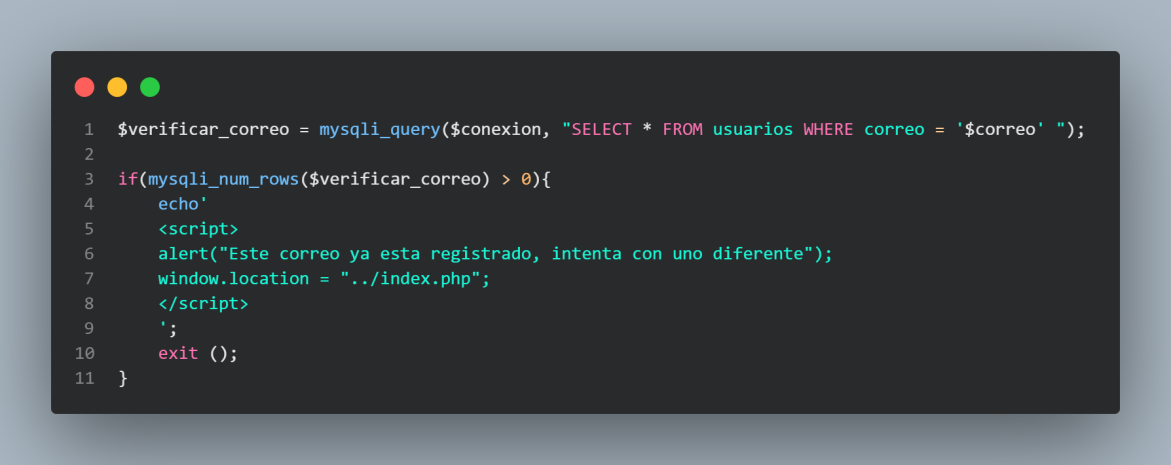 1 $verificar_correo = mysqli_query($conexion, "SELECT * FROM usuarios WHERE correo = '$correo' ");
2
3 if(mysqli_num_rows($verificar_correo) > 0){
4     echo'
5     <script>
6     alert("Este correo ya esta registrado, intenta con uno diferente");
7     window.location = "../index.php";
8     </script>
9     ';
10     exit ();
11 }